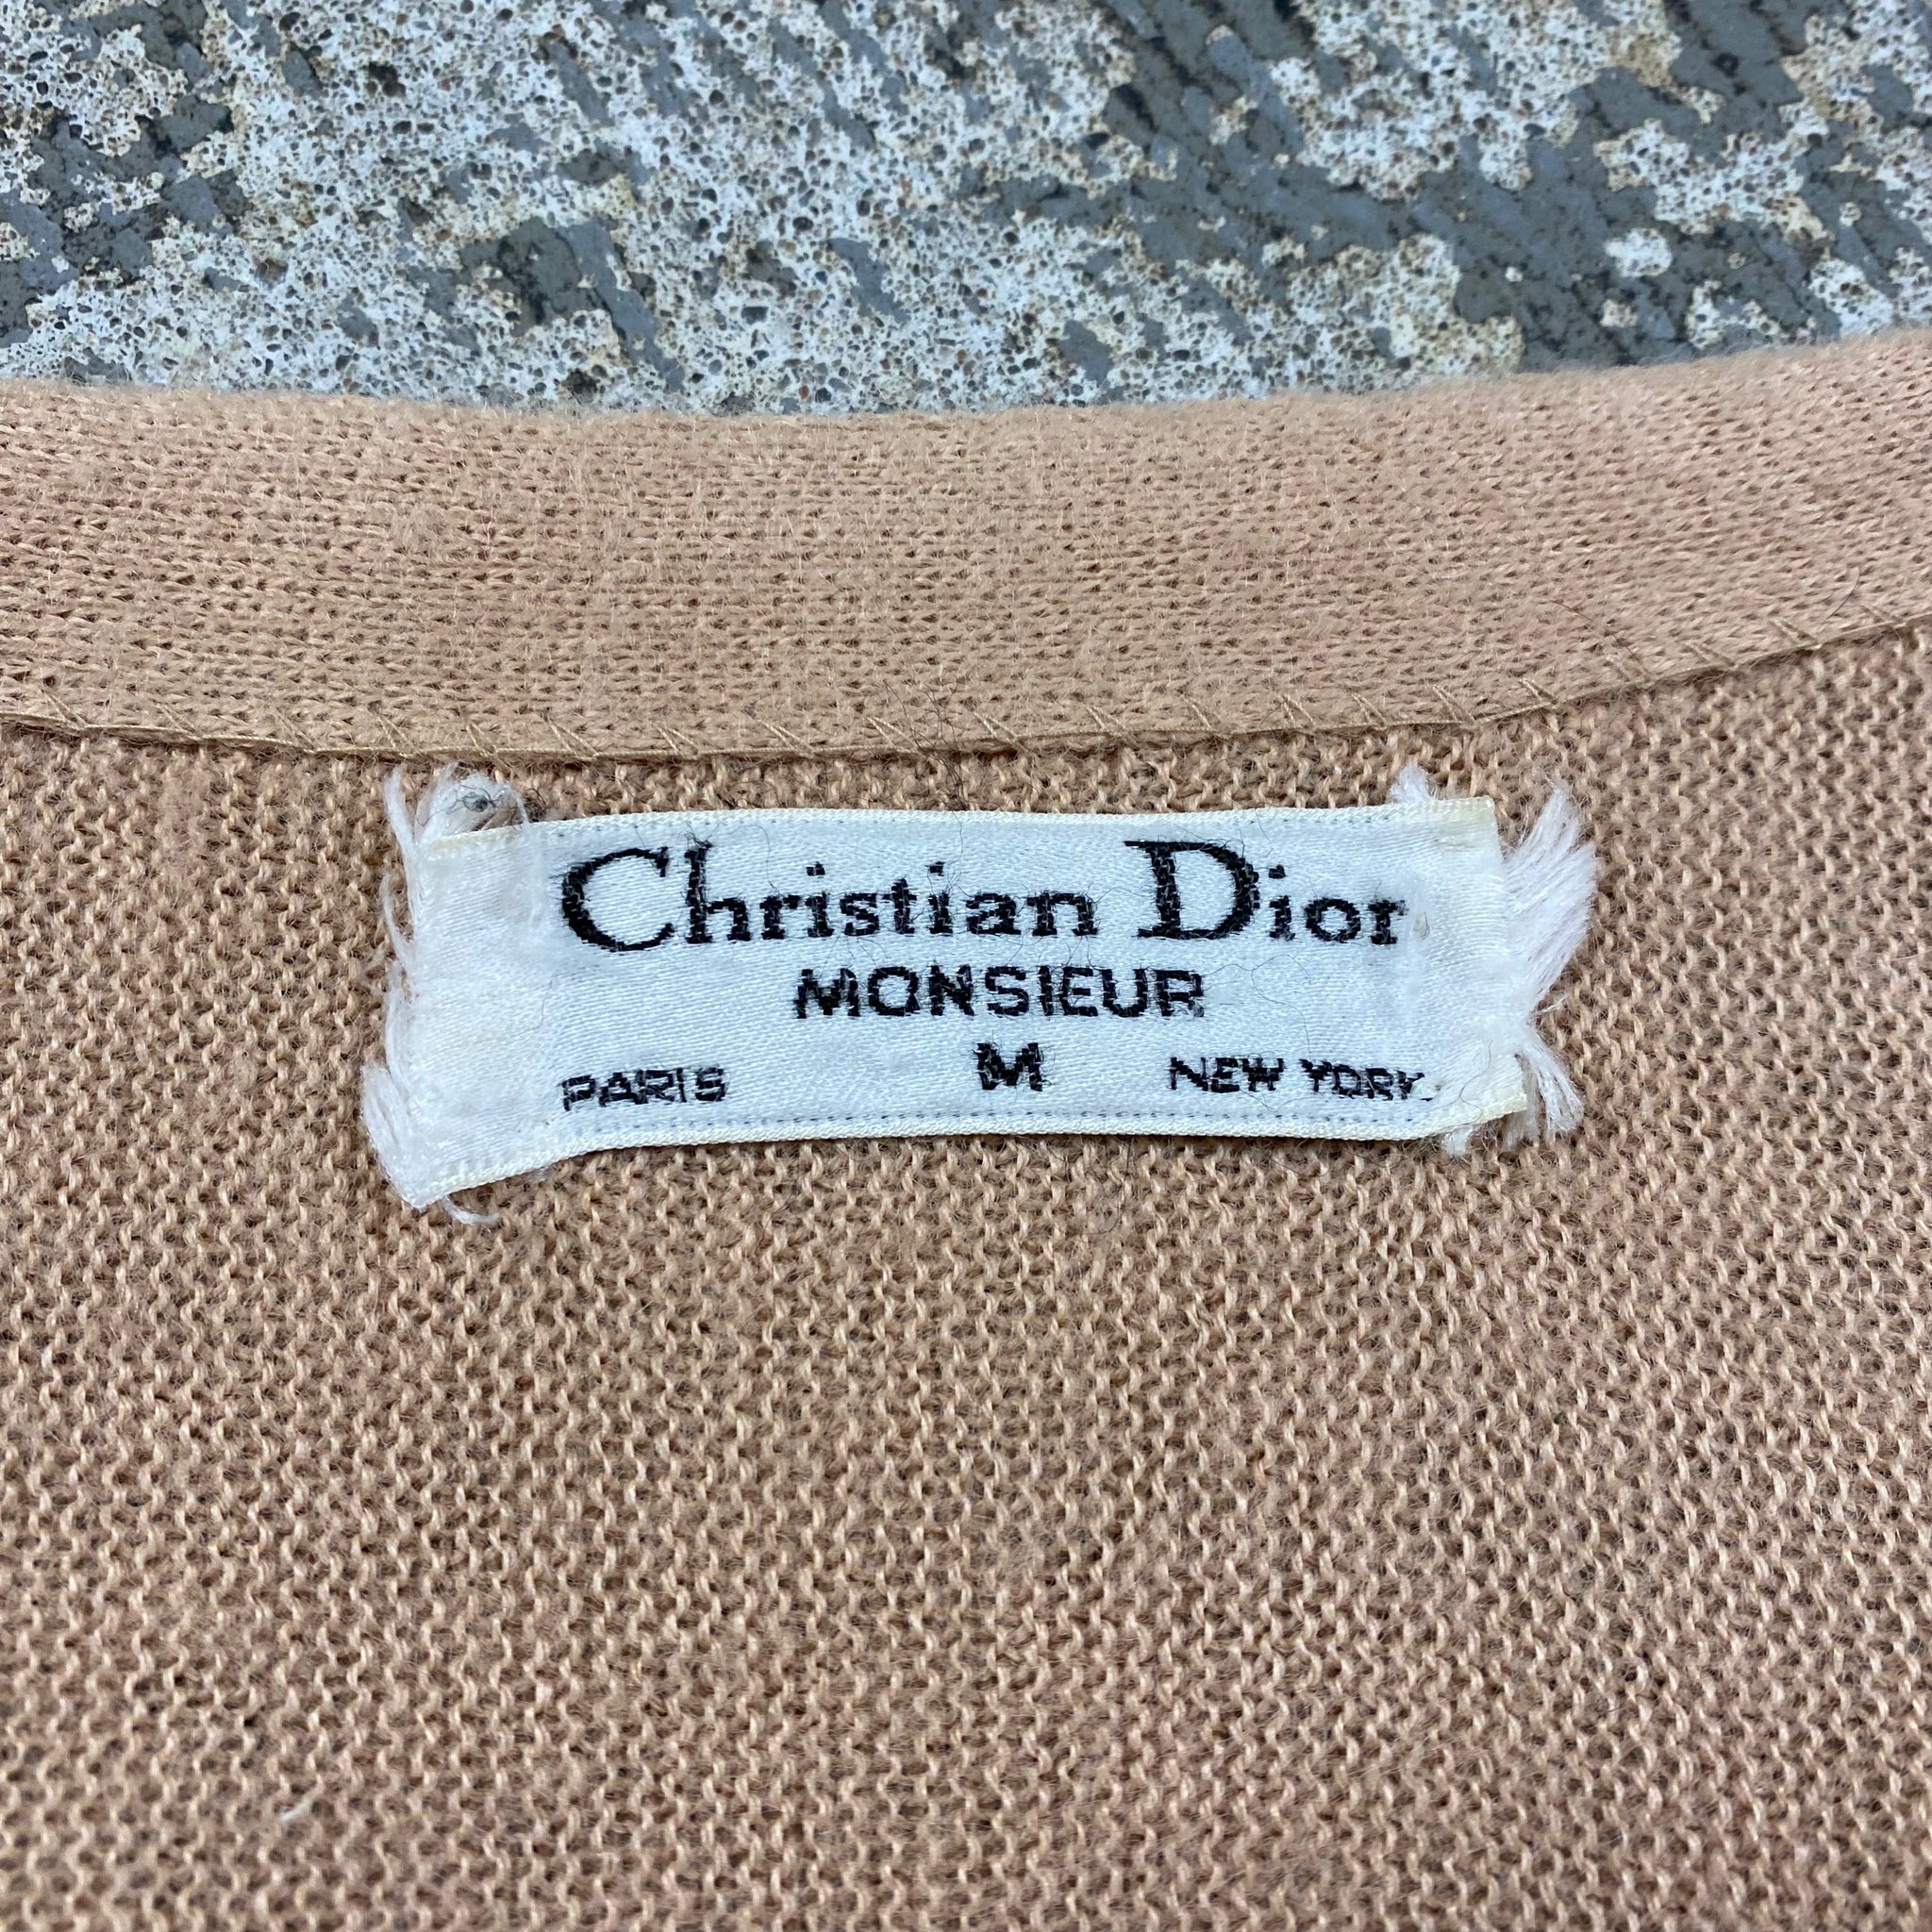 Christian Dior
MONSIEUR
PARIS M NEW YORK